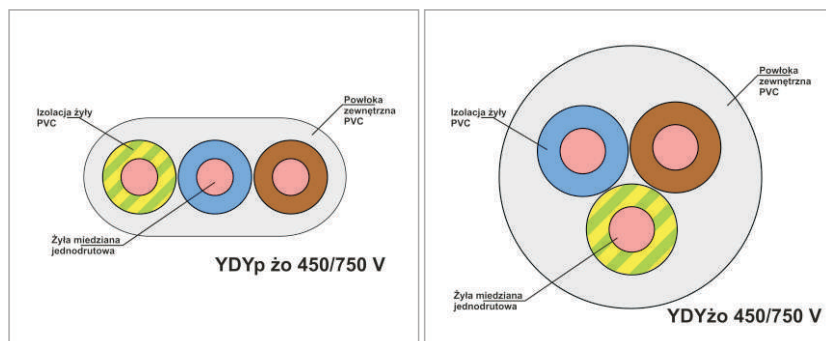 Izolacja żyły
PVC
Powłoka
zewnętrzna
PVC
Żyła miedziana
jednodrutowa
YDYp żo 450/750 V
Powłoka
zewnętrzna
PVC
Izolacja żyły
PVC
Żyła miedziana
jednodrutowa
YDYżo 450/750 V